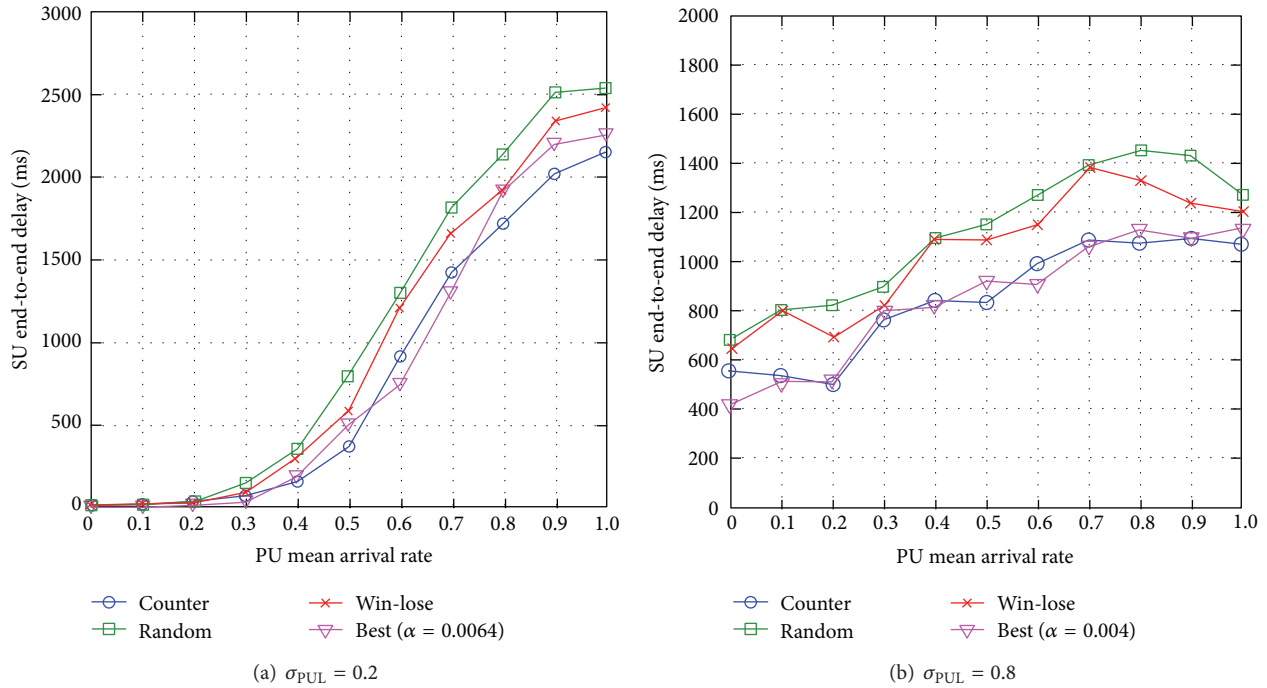 3000
2500
2000
1500
1000
500
0
SU end-to-end delay (ms)
0 0.1 0.2 0.3 0.4 0.5 0.6 0.7 0.8 0.9 1.0
PU mean arrival rate
Counter
Random
Win-lose
Best (α = 0.0064)
(a) σPUL = 0.2
2000
1800
1600
1400
1200
1000
800
600
400
200
0
SU end-to-end delay (ms)
0 0.1 0.2 0.3 0.4 0.5 0.6 0.7 0.8 0.9 1.0
PU mean arrival rate
Counter
Random
Win-lose
Best (α = 0.004)
(b) σPUL = 0.8